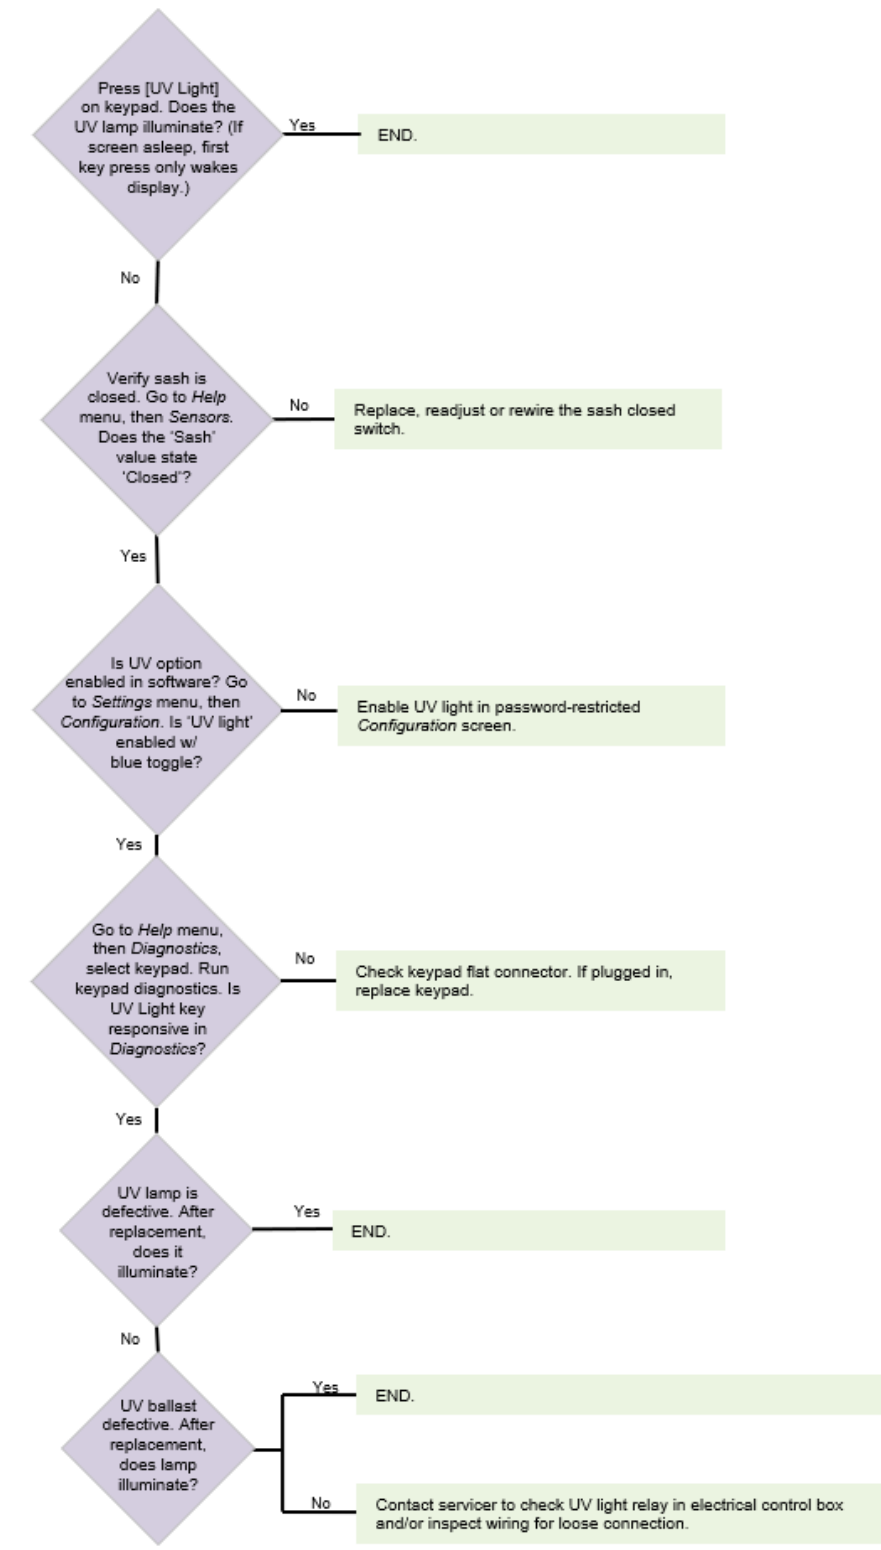 Press [UV Light]
on keypad. Does the
UV lamp illuminate? (If
screen asleep, first
key press only wakes
display.)
Yes
END.
No
Verify sash is
closed. Go to Help
menu, then Sensors.
Does the 'Sash'
value state
'Closed'?
No
Replace, readjust or rewire the sash closed
switch.
Yes
Is UV option
enabled in software? Go
to Settings menu, then
Configuration. Is 'UV light'
enabled w/
blue toggle?
No
Enable UV light in password-restricted
Configuration screen.
Yes
Go to Help menu,
then Diagnostics,
select keypad. Run
keypad diagnostics. Is
UV Light key
responsive in
Diagnostics?
No
Check keypad flat connector. If plugged in,
replace keypad.
Yes
UV lamp is
defective. After
replacement,
does it
illuminate?
Yes
END.
No
UV ballast
defective. After
replacement,
does lamp
illuminate?
Yes
END.
No
Contact servicer to check UV light relay in electrical control box
and/or inspect wiring for loose connection.